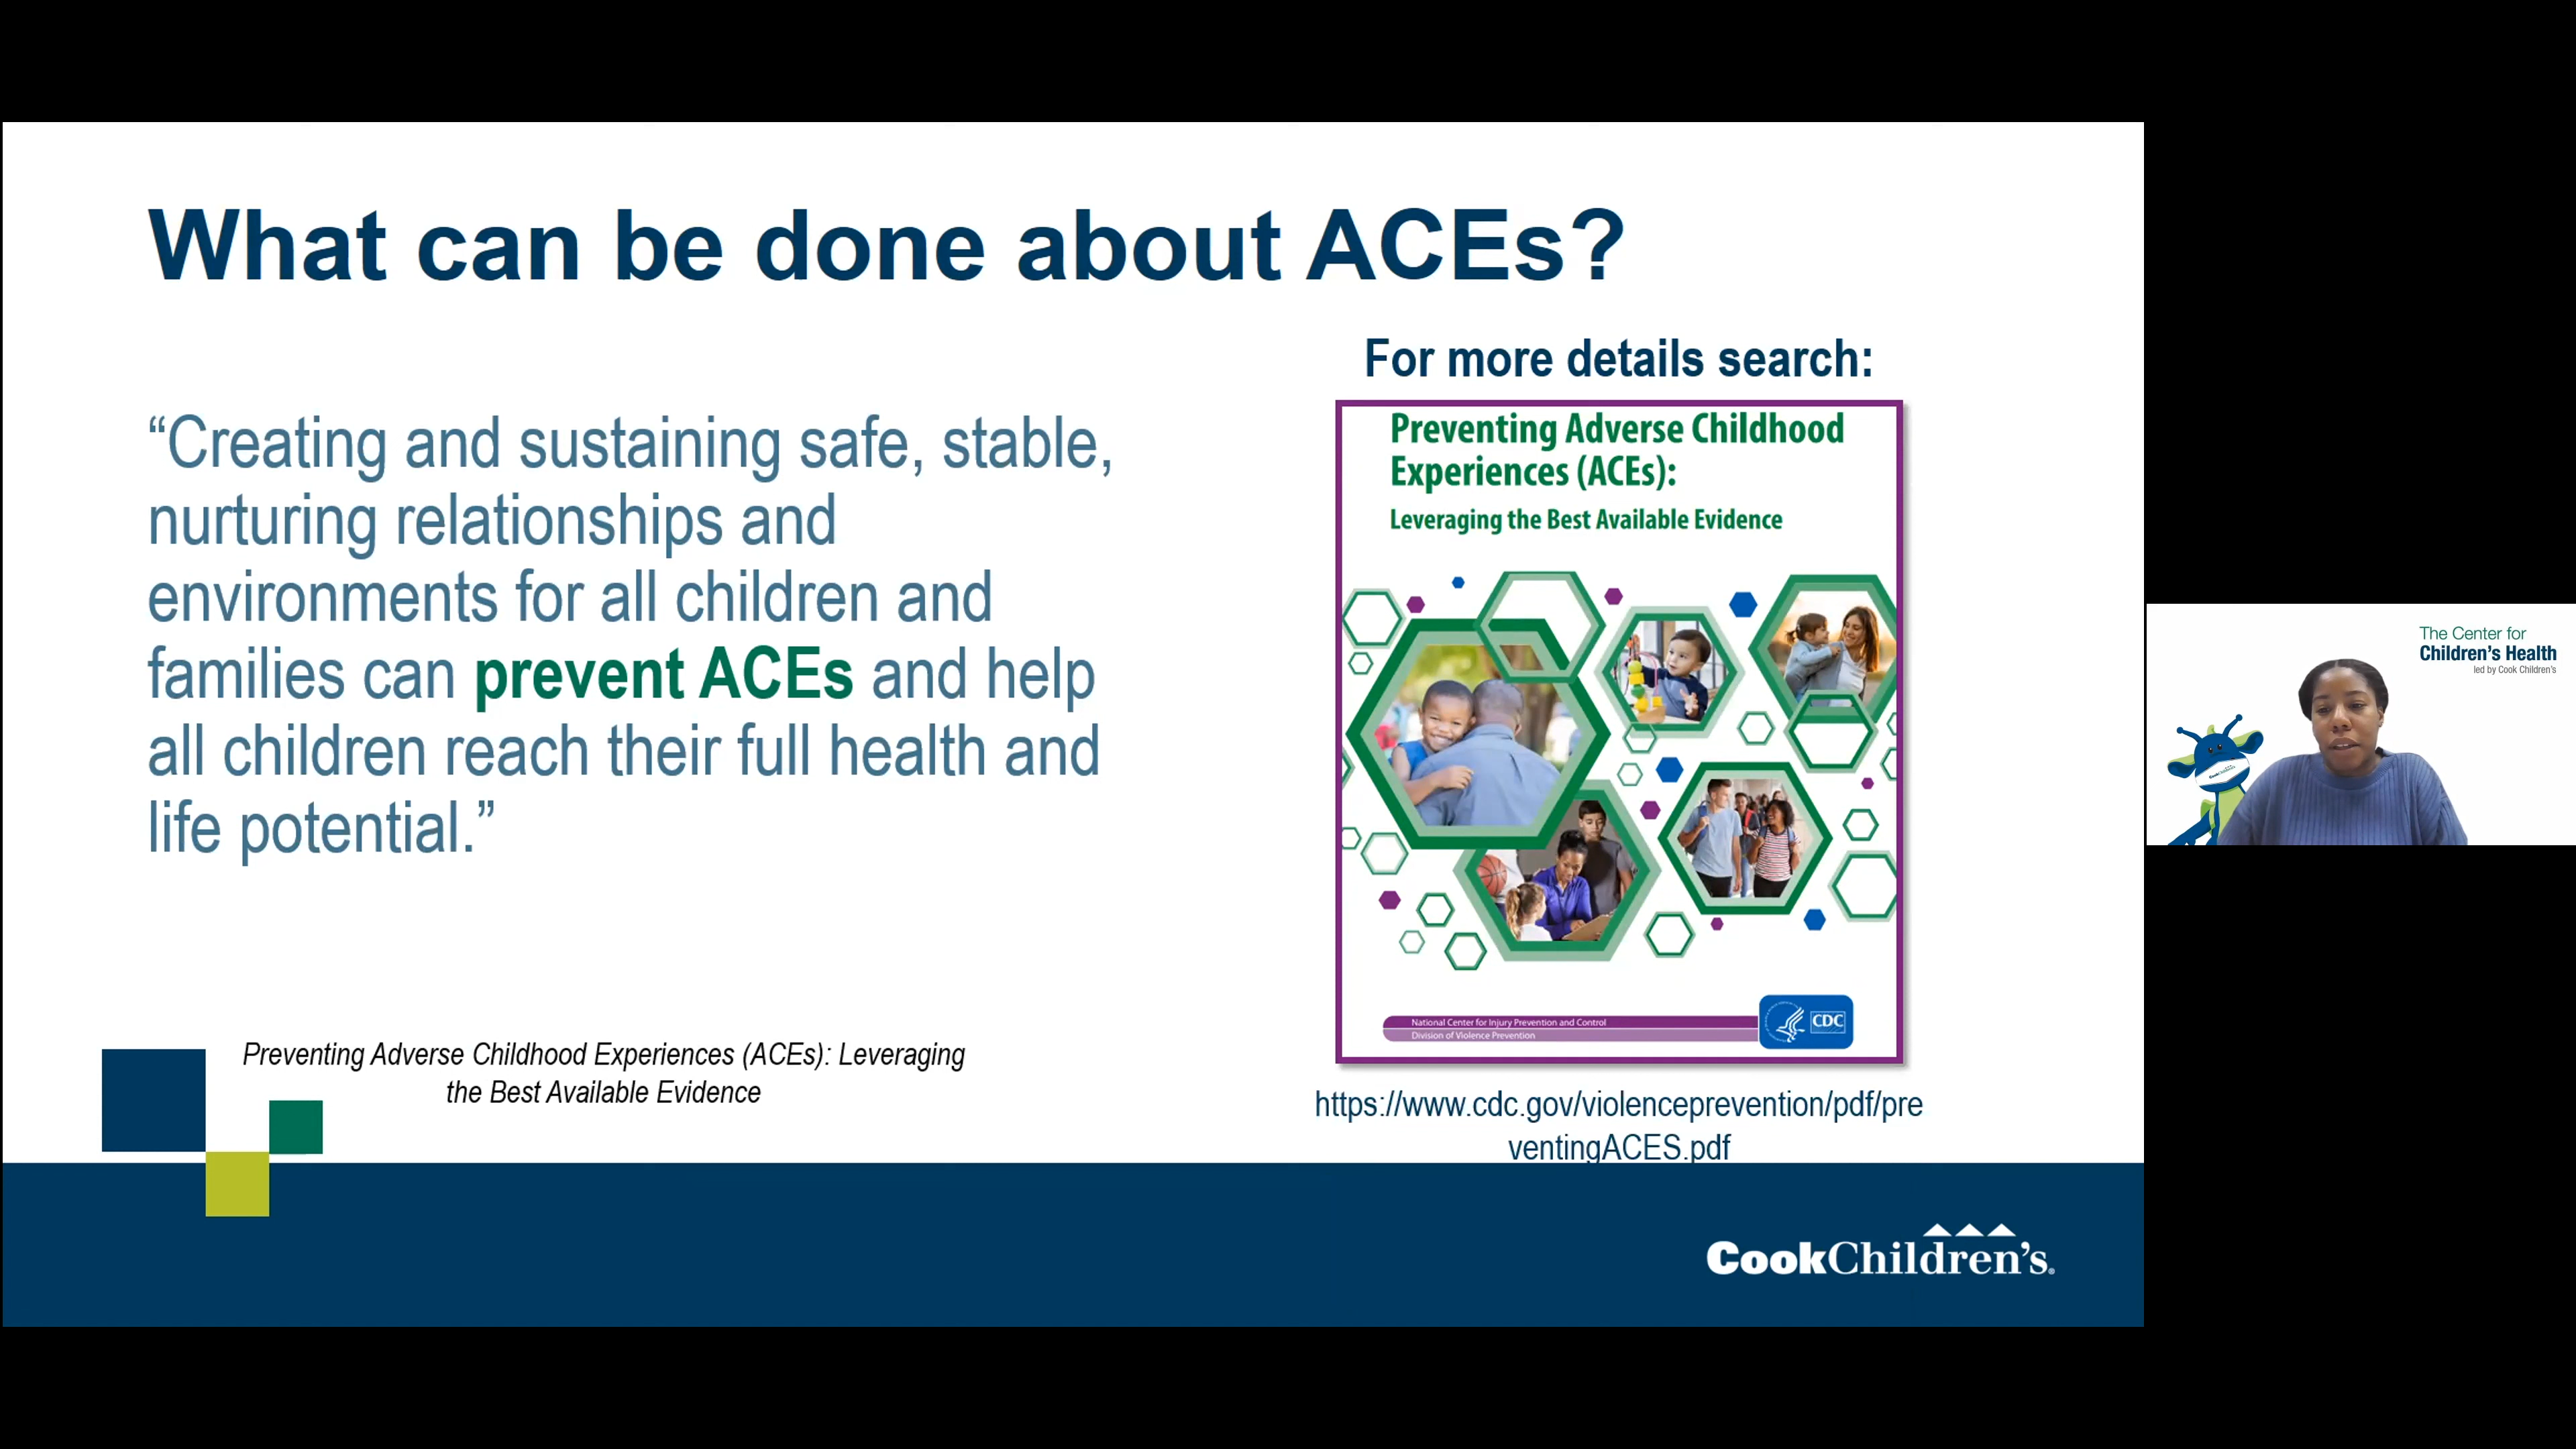 What can be done about ACEs?
“Creating and sustaining safe, stable,
nurturing relationships and
environments for all children and
families can prevent ACEs and help
all children reach their full health and
life potential.”
Preventing Adverse Childhood Experiences (ACEs): Leveraging
the Best Available Evidence
For more details search:
Preventing Adverse Childhood
Experiences (ACEs):
Leveraging the Best Available Evidence
National Center for Injury Prevention and Control
Division of Violence Prevention
CDC
https://www.cdc.gov/violenceprevention/pdf/pre
ventingACES.pdf
CookChildren’s.
The Center for
Children’s Health
led by Cook Children’s